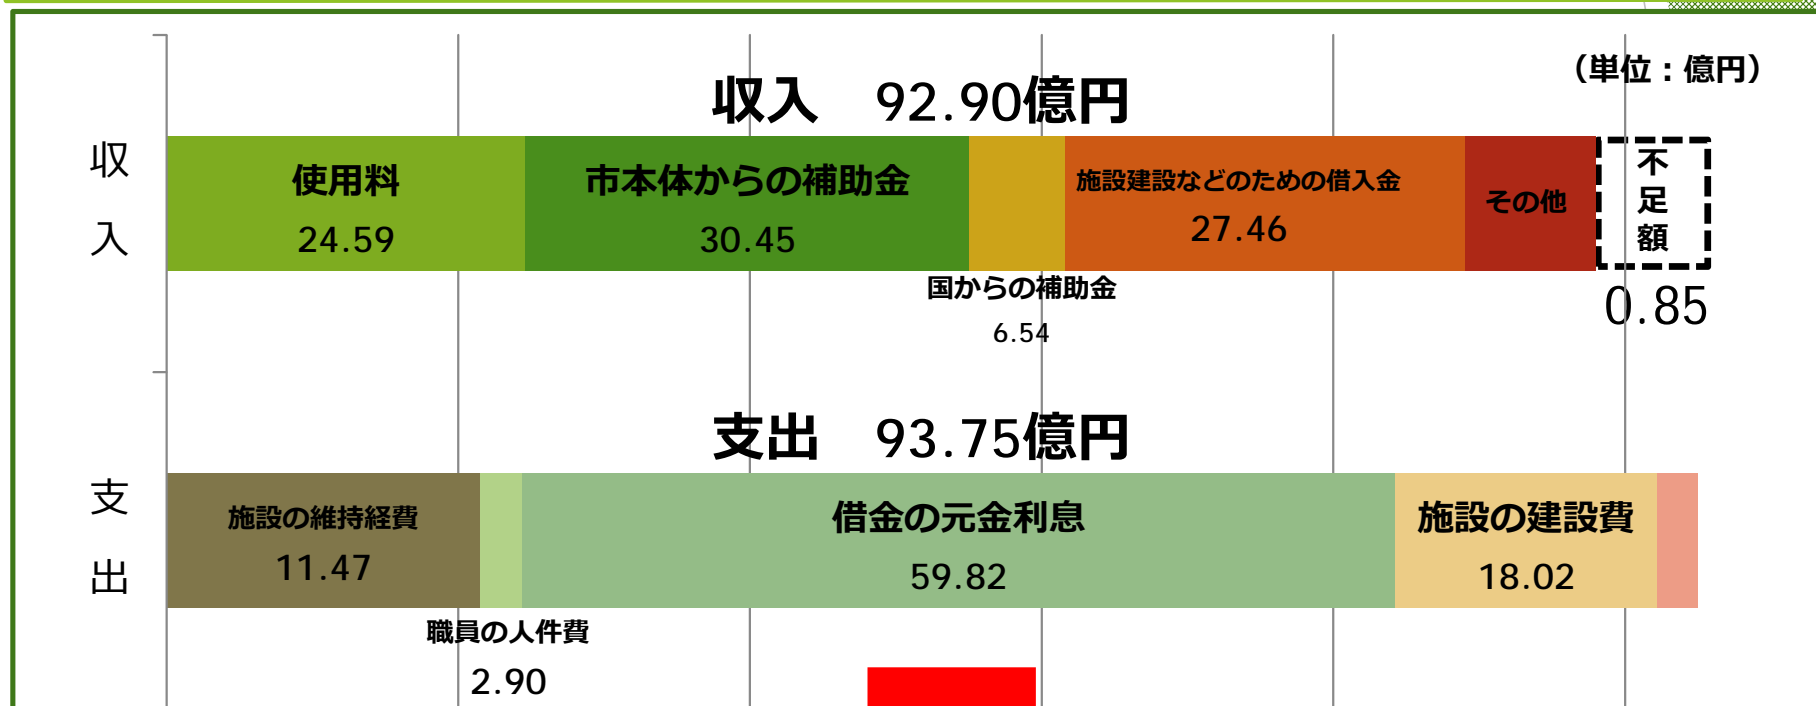 (単位:億円)
収入 92.90億円
収入
使用料
24.59
市本体からの補助金
30.45
国からの補助金
6.54
施設建設などのための借入金
27.46
その他
不足額
0.85
支出 93.75億円
支出
施設の維持経費
11.47
職員の人件費
2.90
借金の元金利息
59.82
施設の建設費
18.02